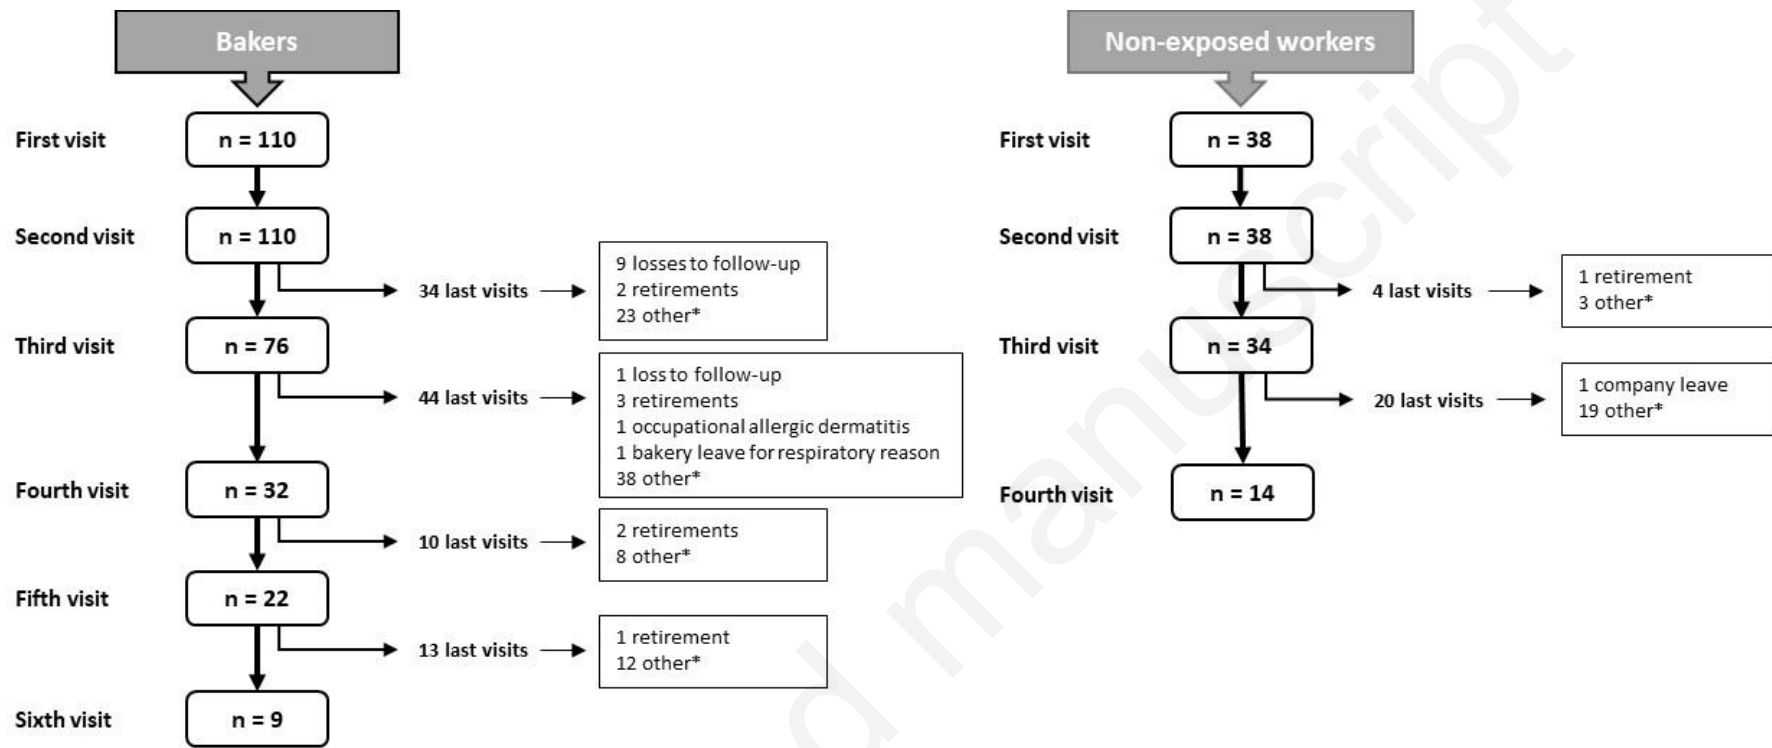 Bakers
First visit
n = 110
Second visit
n = 110
34 last visits
9 losses to follow-up
2 retirements
23 other*
Third visit
n = 76
44 last visits
1 loss to follow-up
3 retirements
1 occupational allergic dermatitis
1 bakery leave for respiratory reason
38 other*
Fourth visit
n = 32
10 last visits
2 retirements
8 other*
Fifth visit
n = 22
13 last visits
1 retirement
12 other*
Sixth visit
n = 9
Non-exposed workers
First visit
n = 38
Second visit
n = 38
4 last visits
1 retirement
3 other*
Third visit
n = 34
20 last visits
1 company leave
19 other*
Fourth visit
n = 14
d manuscript